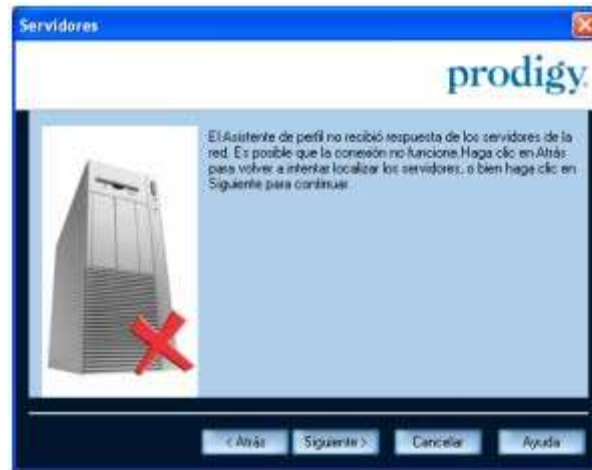 Servidores
prodigy.
El Asistente de perfil no recibió respuesta de los servidores de la
red. Es posible que la conexión no funcione.Haga clic en Atrás
para volver a intentar localizar los servidores, o bien haga clic en
Siguiente para continuar.
< Atrás
Siguiente >
Cancelar
Ayuda